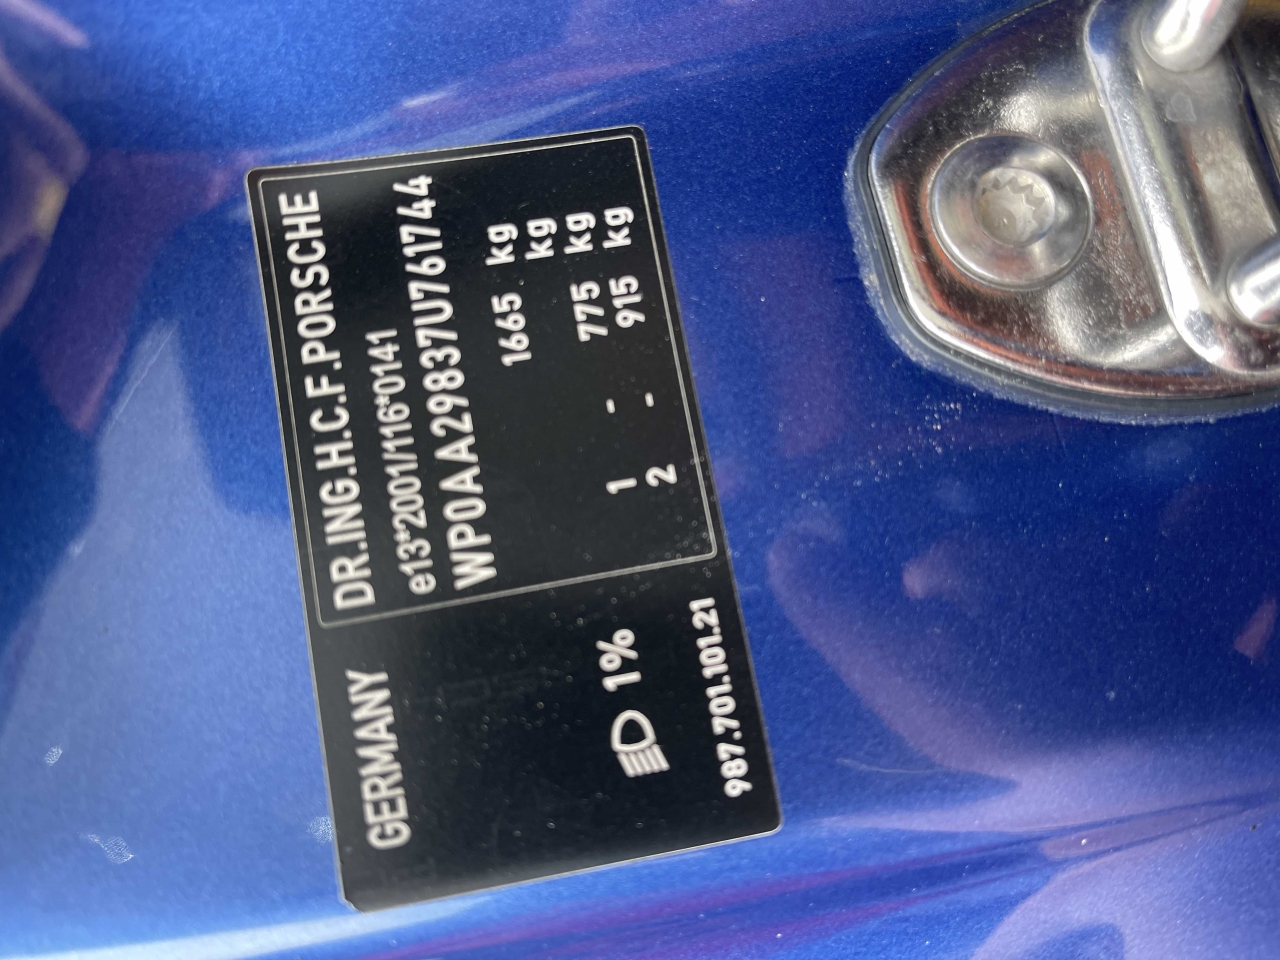 DR.ING.H.C.F.PORSCHE
e13*2001/116*0141
WP0AA29837U761744
1665 kg
kg
1 - 775 kg
2 - 915 kg
GERMANY
1%
987.701.101.21